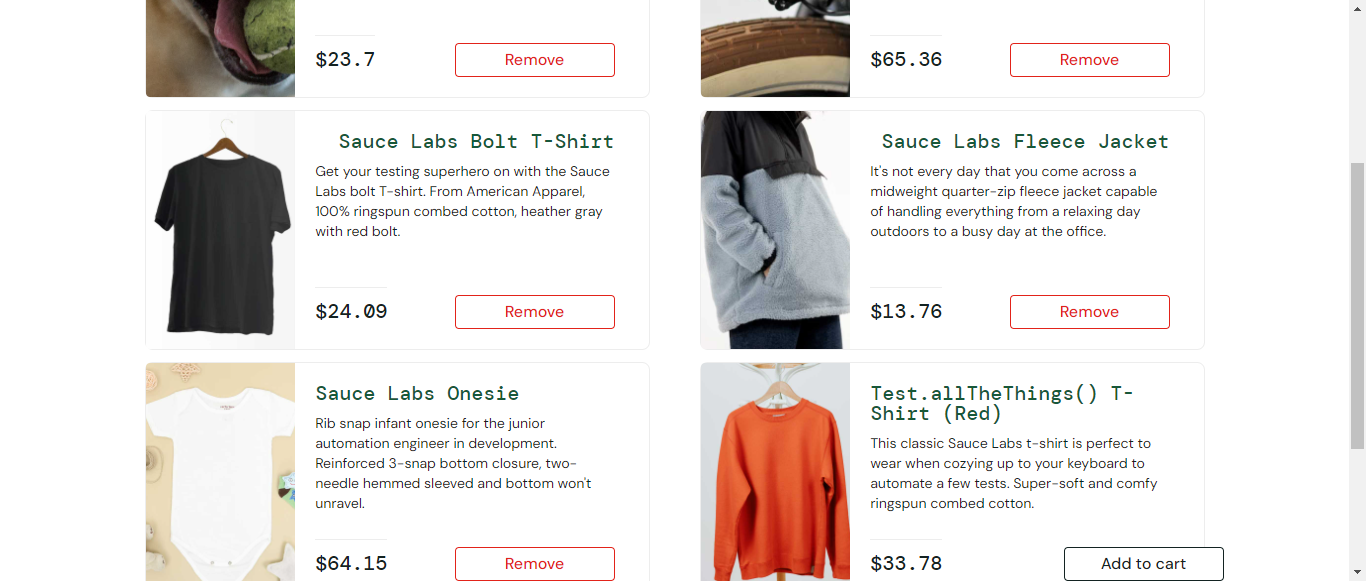 $23.7
Remove
$65.36
Remove
Sauce Labs Bolt T-Shirt
Get your testing superhero on with the Sauce
Labs bolt T-shirt. From American Apparel,
100% ringspun combed cotton, heather gray
with red bolt.
$24.09
Remove
Sauce Labs Fleece Jacket
It's not every day that you come across a
midweight quarter-zip fleece jacket capable
of handling everything from a relaxing day
outdoors to a busy day at the office.
$13.76
Remove
Sauce Labs Onesie
Rib snap infant onesie for the junior
automation engineer in development.
Reinforced 3-snap bottom closure, two-
needle hemmed sleeved and bottom won't
unravel.
$64.15
Remove
Test.allTheThings() T-
Shirt (Red)
This classic Sauce Labs t-shirt is perfect to
wear when cozying up to your keyboard to
automate a few tests. Super-soft and comfy
ringspun combed cotton.
$33.78
Add to cart